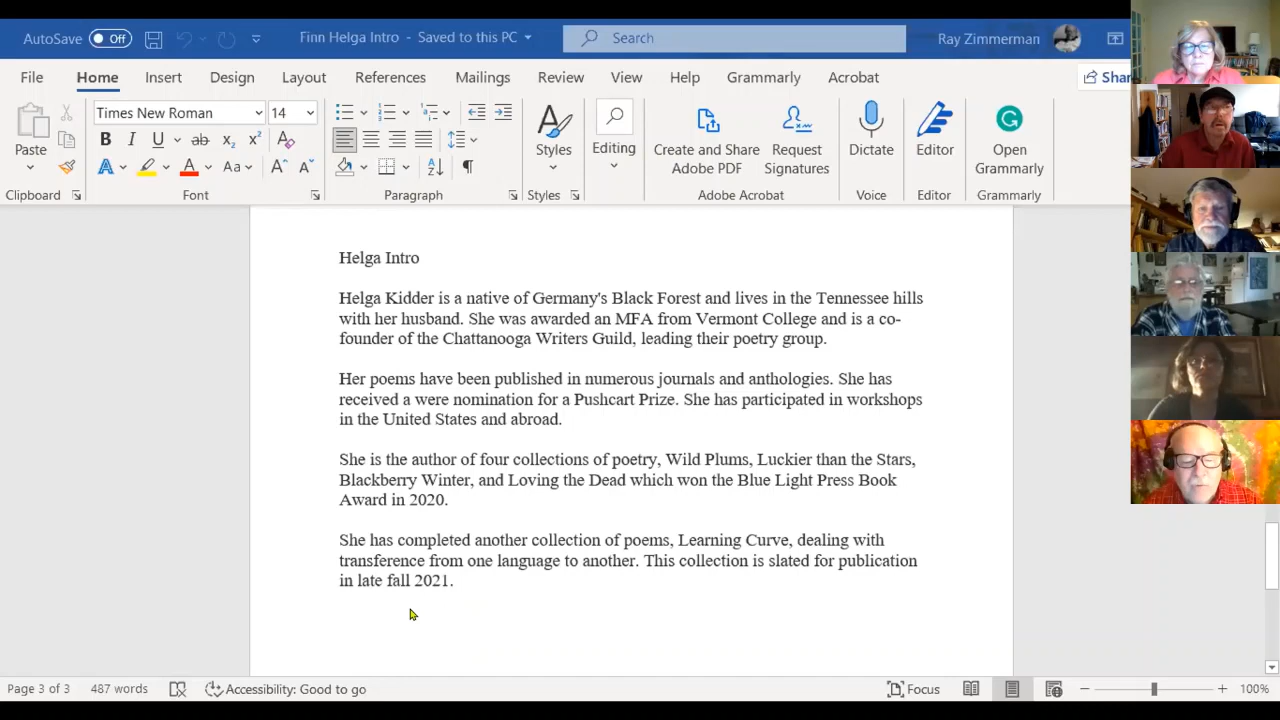 AutoSave Off Finn Helga Intro - Saved to this PC Search Ray Zimmerman
File Home Insert Design Layout References Mailings Review View Help Grammarly Acrobat Shar
Times New Roman 14
Paste B I U ab x₂ x² A Styles Editing Create and Share Adobe PDF Request Signatures Dictate Editor Open Grammarly
A A Aa A A
Clipboard Font Paragraph Styles Adobe Acrobat Voice Editor Grammarly
Helga Intro
Helga Kidder is a native of Germany's Black Forest and lives in the Tennessee hills
with her husband. She was awarded an MFA from Vermont College and is a co-
founder of the Chattanooga Writers Guild, leading their poetry group.
Her poems have been published in numerous journals and anthologies. She has
received a were nomination for a Pushcart Prize. She has participated in workshops
in the United States and abroad.
She is the author of four collections of poetry, Wild Plums, Luckier than the Stars,
Blackberry Winter, and Loving the Dead which won the Blue Light Press Book
Award in 2020.
She has completed another collection of poems, Learning Curve, dealing with
transference from one language to another. This collection is slated for publication
in late fall 2021.
Page 3 of 3 487 words Accessibility: Good to go Focus 100%